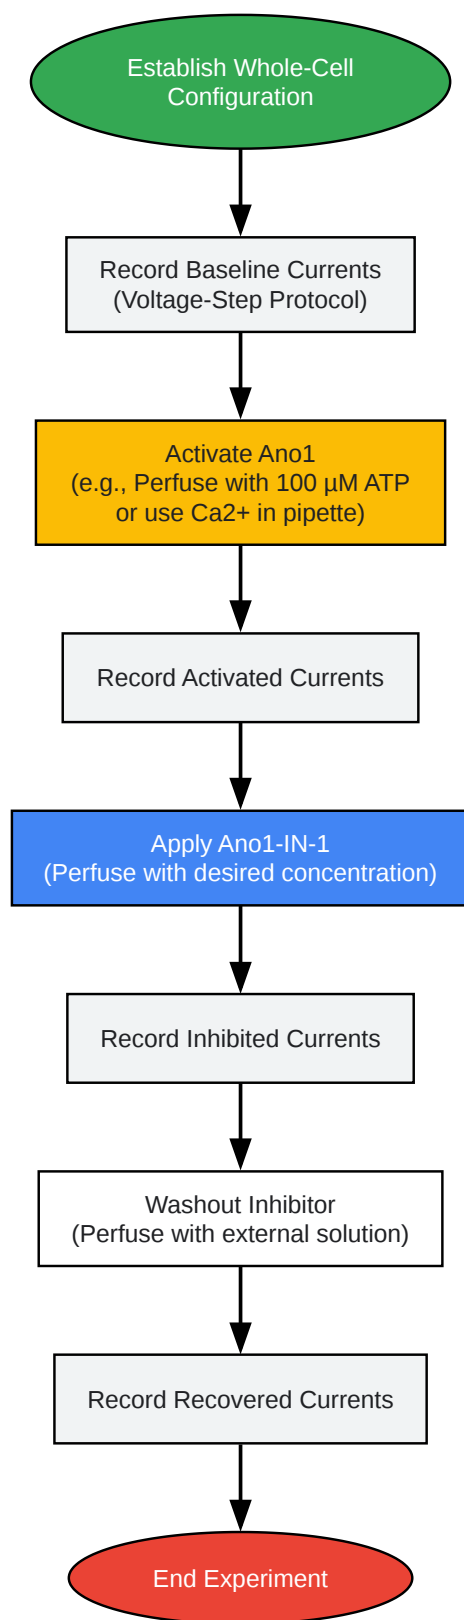 Establish Whole-Cell
Configuration
Record Baseline Currents
(Voltage-Step Protocol)
Activate Ano1
(e.g., Perfuse with 100 µM ATP
or use Ca2+ in pipette)
Record Activated Currents
Apply Ano1-IN-1
(Perfuse with desired concentration)
Record Inhibited Currents
Washout Inhibitor
(Perfuse with external solution)
Record Recovered Currents
End Experiment